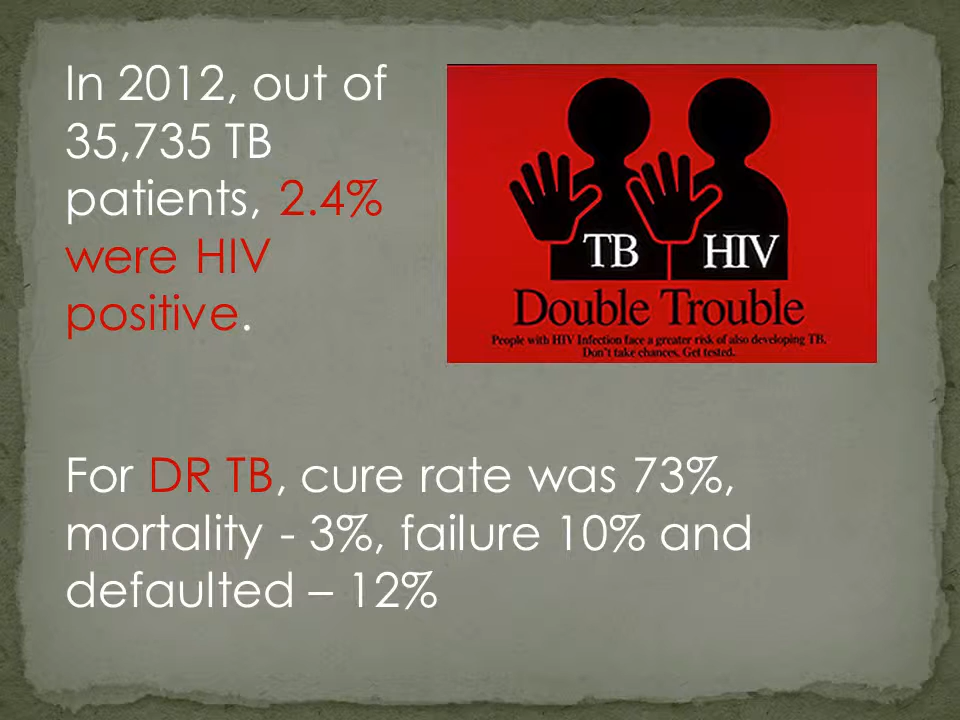 In 2012, out of
35,735 TB
patients, 2.4%
were HIV
positive.
TB HIV
Double Trouble
People with HIV Infection face a greater risk of also developing TB.
Don't take chances. Get tested.
For DR TB, cure rate was 73%,
mortality - 3%, failure 10% and
defaulted – 12%